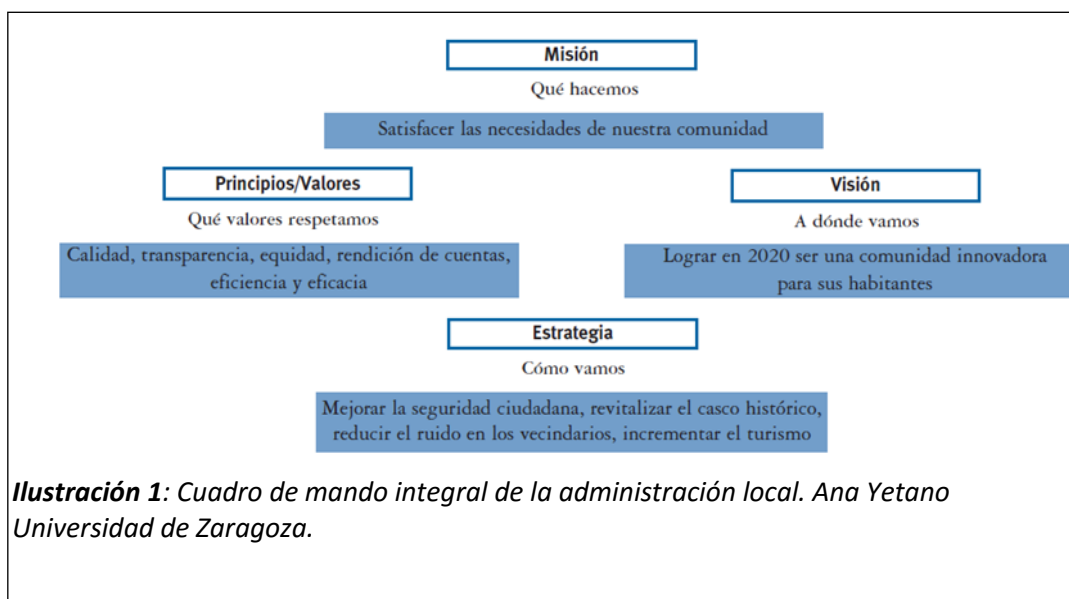 Misión
Qué hacemos
Satisfacer las necesidades de nuestra comunidad
Principios/Valores
Qué valores respetamos
Calidad, transparencia, equidad, rendición de cuentas,
eficiencia y eficacia
Visión
A dónde vamos
Lograr en 2020 ser una comunidad innovadora
para sus habitantes
Estrategia
Cómo vamos
Mejorar la seguridad ciudadana, revitalizar el casco histórico,
reducir el ruido en los vecindarios, incrementar el turismo
Ilustración 1: Cuadro de mando integral de la administración local. Ana Yetano
Universidad de Zaragoza.